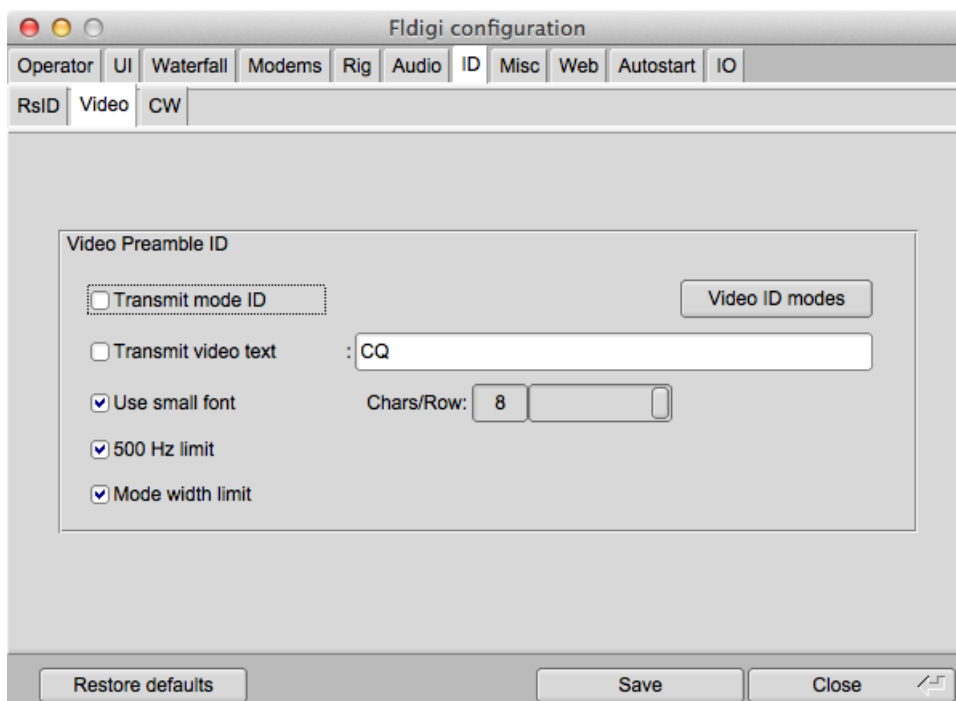 Fldigi configuration
Operator UI Waterfall Modems Rig Audio ID Misc Web Autostart IO
RsID Video CW
Video Preamble ID
Transmit mode ID Video ID modes
Transmit video text : CQ
Use small font Chars/Row: 8
500 Hz limit
Mode width limit
Restore defaults Save Close